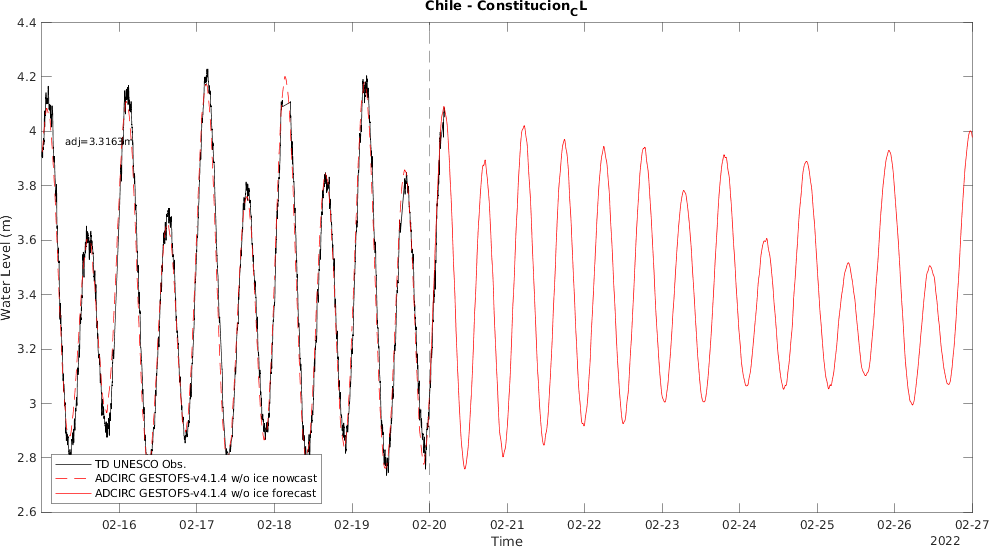 Chile - Constitucion_CL
4.4
4.2
4
3.8
3.6
3.4
3.2
3
2.8
2.6
Water Level (m)
adj=3.3163m
TD UNESCO Obs.
ADCIRC GESTOFS-v4.1.4 w/o ice nowcast
ADCIRC GESTOFS-v4.1.4 w/o ice forecast
02-16 02-17 02-18 02-19 02-20 02-21 02-22 02-23 02-24 02-25 02-26 02-27
Time
2022